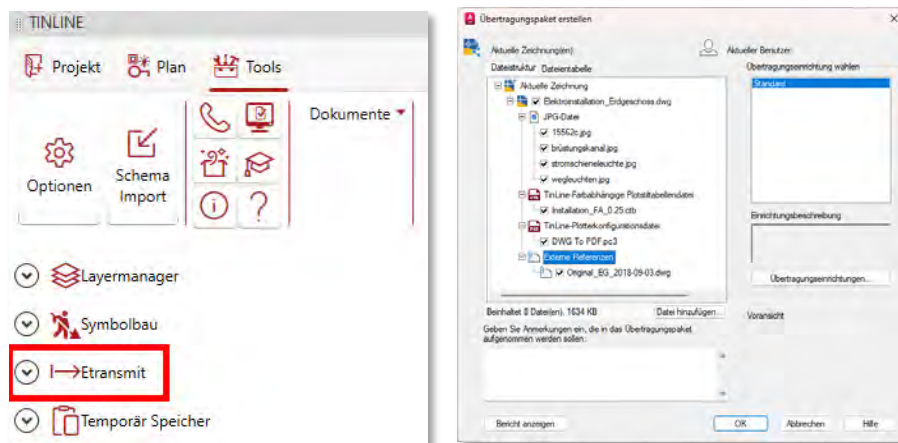 TINLINE
Projekt
Plan
Tools
Optionen
Schema
Import
Dokumente
Layermanager
Symbolbau
Etransmit
Temporär Speicher
Übertragungspaket erstellen
Aktuelle Zeichnung(en)
Aktueller Benutzer:
Dateistruktur Dateientabelle
Übertragungseinrichtung wählen
Aktuelle Zeichnung
Standard
Elektroinstallation_Erdgeschoss.dwg
JPG-Datei
15562c.jpg
brüstungskanal.jpg
stromschieneleuchte.jpg
wegleuchten.jpg
TinLine-Farbabhängige Plotstiltabellendatei
Installation_FA_0.25.ctb
Einrichtungsbeschreibung
TinLine-Plotterkonfigurationsdatei
DWG To PDF.pc3
Externe Referenzen
Original_EG_2018-09-03.dwg
Übertragungseinrichtungen...
Beinhaltet 8 Datei(en), 1634 KB
Datei hinzufügen...
Voransicht
Geben Sie Anmerkungen ein, die in das Übertragungspaket
aufgenommen werden sollen:
Bericht anzeigen
OK
Abbrechen
Hilfe